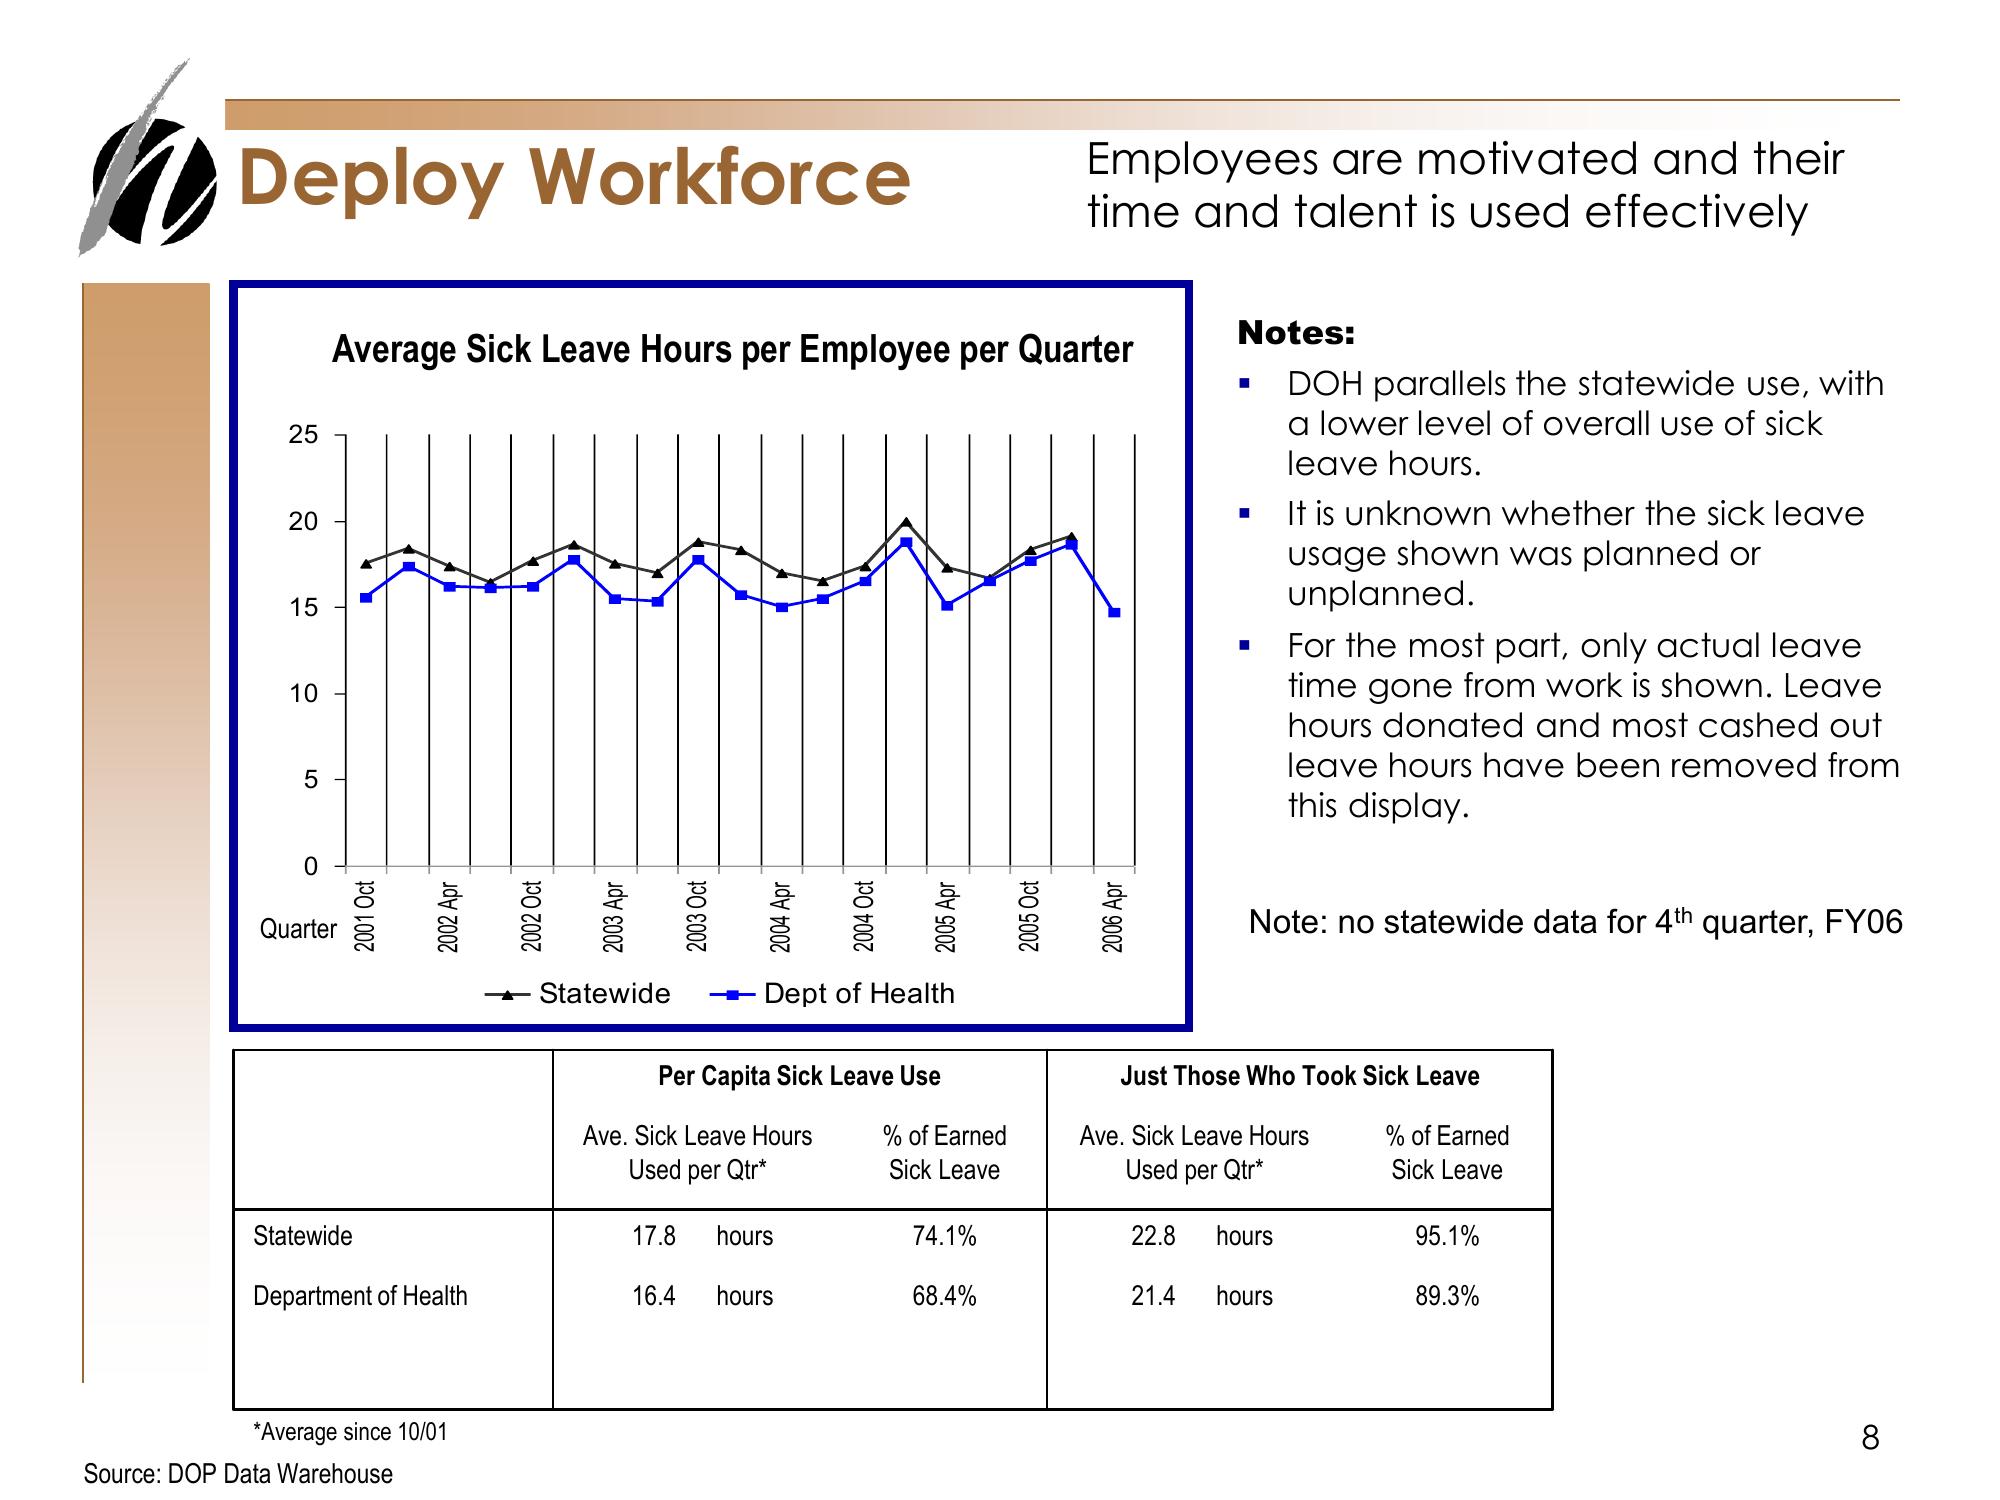 Deploy Workforce
Employees are motivated and their
time and talent is used effectively
Average Sick Leave Hours per Employee per Quarter
25
20
15
10
5
0
Quarter
2001 Oct
2002 Apr
2002 Oct
2003 Apr
2003 Oct
2004 Apr
2004 Oct
2005 Apr
2005 Oct
2006 Apr
Statewide
Dept of Health
Notes:
▪ DOH parallels the statewide use, with
a lower level of overall use of sick
leave hours.
▪ It is unknown whether the sick leave
usage shown was planned or
unplanned.
▪ For the most part, only actual leave
time gone from work is shown. Leave
hours donated and most cashed out
leave hours have been removed from
this display.
Note: no statewide data for 4th quarter, FY06
Per Capita Sick Leave Use
Just Those Who Took Sick Leave
Ave. Sick Leave Hours % of Earned Ave. Sick Leave Hours % of Earned
Used per Qtr* Sick Leave Used per Qtr* Sick Leave
Statewide 17.8 hours 74.1% 22.8 hours 95.1%
Department of Health 16.4 hours 68.4% 21.4 hours 89.3%
*Average since 10/01
8
Source: DOP Data Warehouse